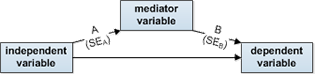 mediator
variable
A
(SEA)
B
(SEB)
independent
variable
dependent
variable